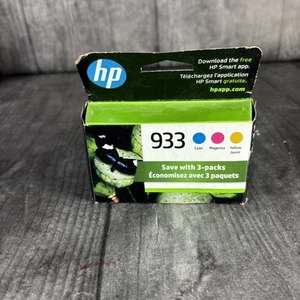 Download the free
HP Smart app.
Téléchargez l'application
HP Smart gratuite.
hpapp.com
hp
933
Cyan
Magenta
Yellow
Save with 3-packs
Économisez avec 3 paquets